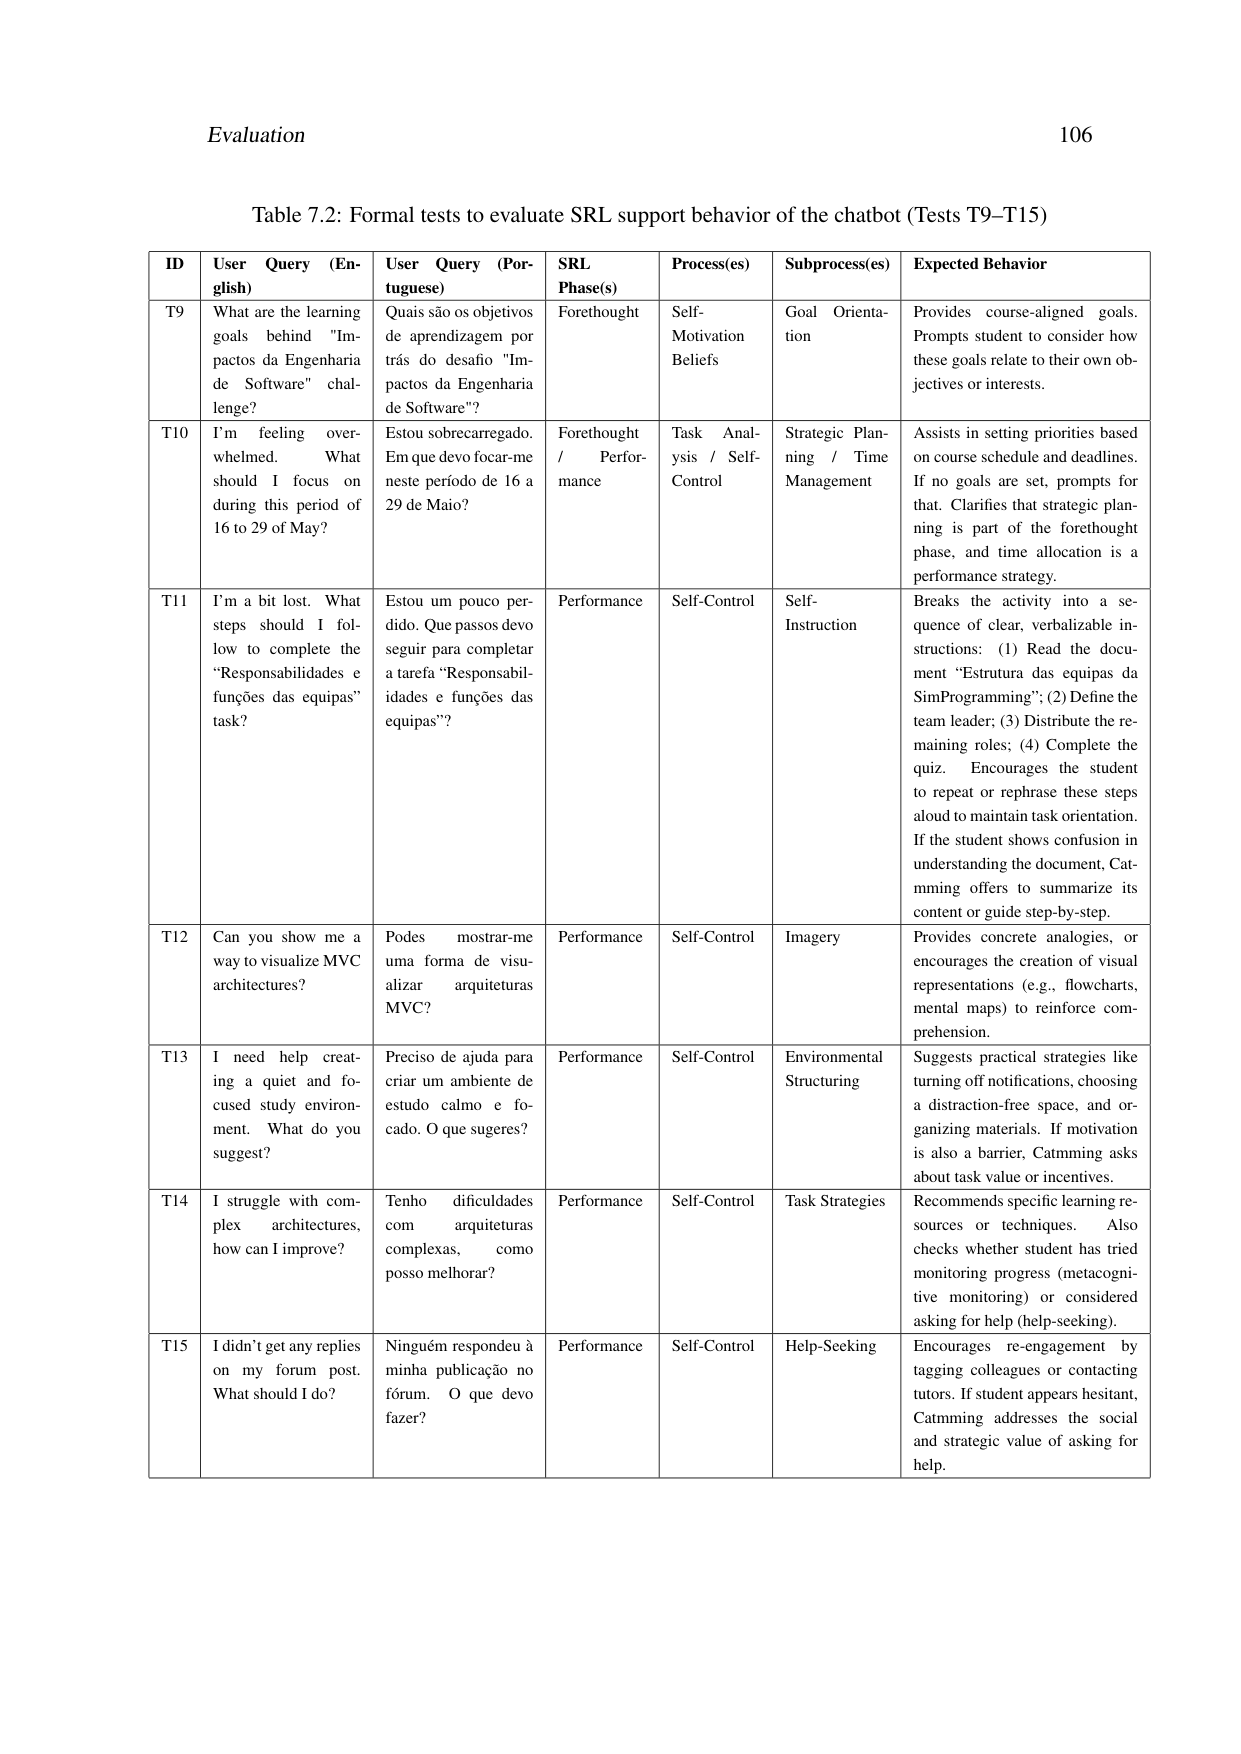 Evaluation 106
Table 7.2: Formal tests to evaluate SRL support behavior of the chatbot (Tests T9–T15)
ID
User Query (En-
glish)
User Query (Por-
tuguese)
SRL
Phase(s)
Process(es)
Subprocess(es)
Expected Behavior
T9
What are the learning
goals behind "Im-
pactos da Engenharia
de Software" chal-
lenge?
Quais são os objetivos
de aprendizagem por
trás do desafio "Im-
pactos da Engenharia
de Software"?
Forethought
Self-
Motivation
Beliefs
Goal Orienta-
tion
Provides course-aligned goals.
Prompts student to consider how
these goals relate to their own ob-
jectives or interests.
T10
I'm feeling over-
whelmed. What
should I focus on
during this period of
16 to 29 of May?
Estou sobrecarregado.
Em que devo focar-me
neste período de 16 a
29 de Maio?
Forethought
/ Perfor-
mance
Task Anal-
ysis / Self-
Control
Strategic Plan-
ning / Time
Management
Assists in setting priorities based
on course schedule and deadlines.
If no goals are set, prompts for
that. Clarifies that strategic plan-
ning is part of the forethought
phase, and time allocation is a
performance strategy.
T11
I'm a bit lost. What
steps should I fol-
low to complete the
“Responsabilidades e
funções das equipas”
task?
Estou um pouco per-
dido. Que passos devo
seguir para completar
a tarefa “Responsabil-
idades e funções das
equipas”?
Performance
Self-Control
Self-
Instruction
Breaks the activity into a se-
quence of clear, verbalizable in-
structions: (1) Read the docu-
ment “Estrutura das equipas da
SimProgramming”; (2) Define the
team leader; (3) Distribute the re-
maining roles; (4) Complete the
quiz. Encourages the student
to repeat or rephrase these steps
aloud to maintain task orientation.
If the student shows confusion in
understanding the document, Cat-
mming offers to summarize its
content or guide step-by-step.
T12
Can you show me a
way to visualize MVC
architectures?
Podes mostrar-me
uma forma de visu-
alizar arquiteturas
MVC?
Performance
Self-Control
Imagery
Provides concrete analogies, or
encourages the creation of visual
representations (e.g., flowcharts,
mental maps) to reinforce com-
prehension.
T13
I need help creat-
ing a quiet and fo-
cused study environ-
ment. What do you
suggest?
Preciso de ajuda para
criar um ambiente de
estudo calmo e fo-
cado. O que sugeres?
Performance
Self-Control
Environmental
Structuring
Suggests practical strategies like
turning off notifications, choosing
a distraction-free space, and or-
ganizing materials. If motivation
is also a barrier, Catmming asks
about task value or incentives.
T14
I struggle with com-
plex architectures,
how can I improve?
Tenho dificuldades
com arquiteturas
complexas, como
posso melhorar?
Performance
Self-Control
Task Strategies
Recommends specific learning re-
sources or techniques. Also
checks whether student has tried
monitoring progress (metacogni-
tive monitoring) or considered
asking for help (help-seeking).
T15
I didn't get any replies
on my forum post.
What should I do?
Ninguém respondeu à
minha publicação no
fórum. O que devo
fazer?
Performance
Self-Control
Help-Seeking
Encourages re-engagement by
tagging colleagues or contacting
tutors. If student appears hesitant,
Catmming addresses the social
and strategic value of asking for
help.